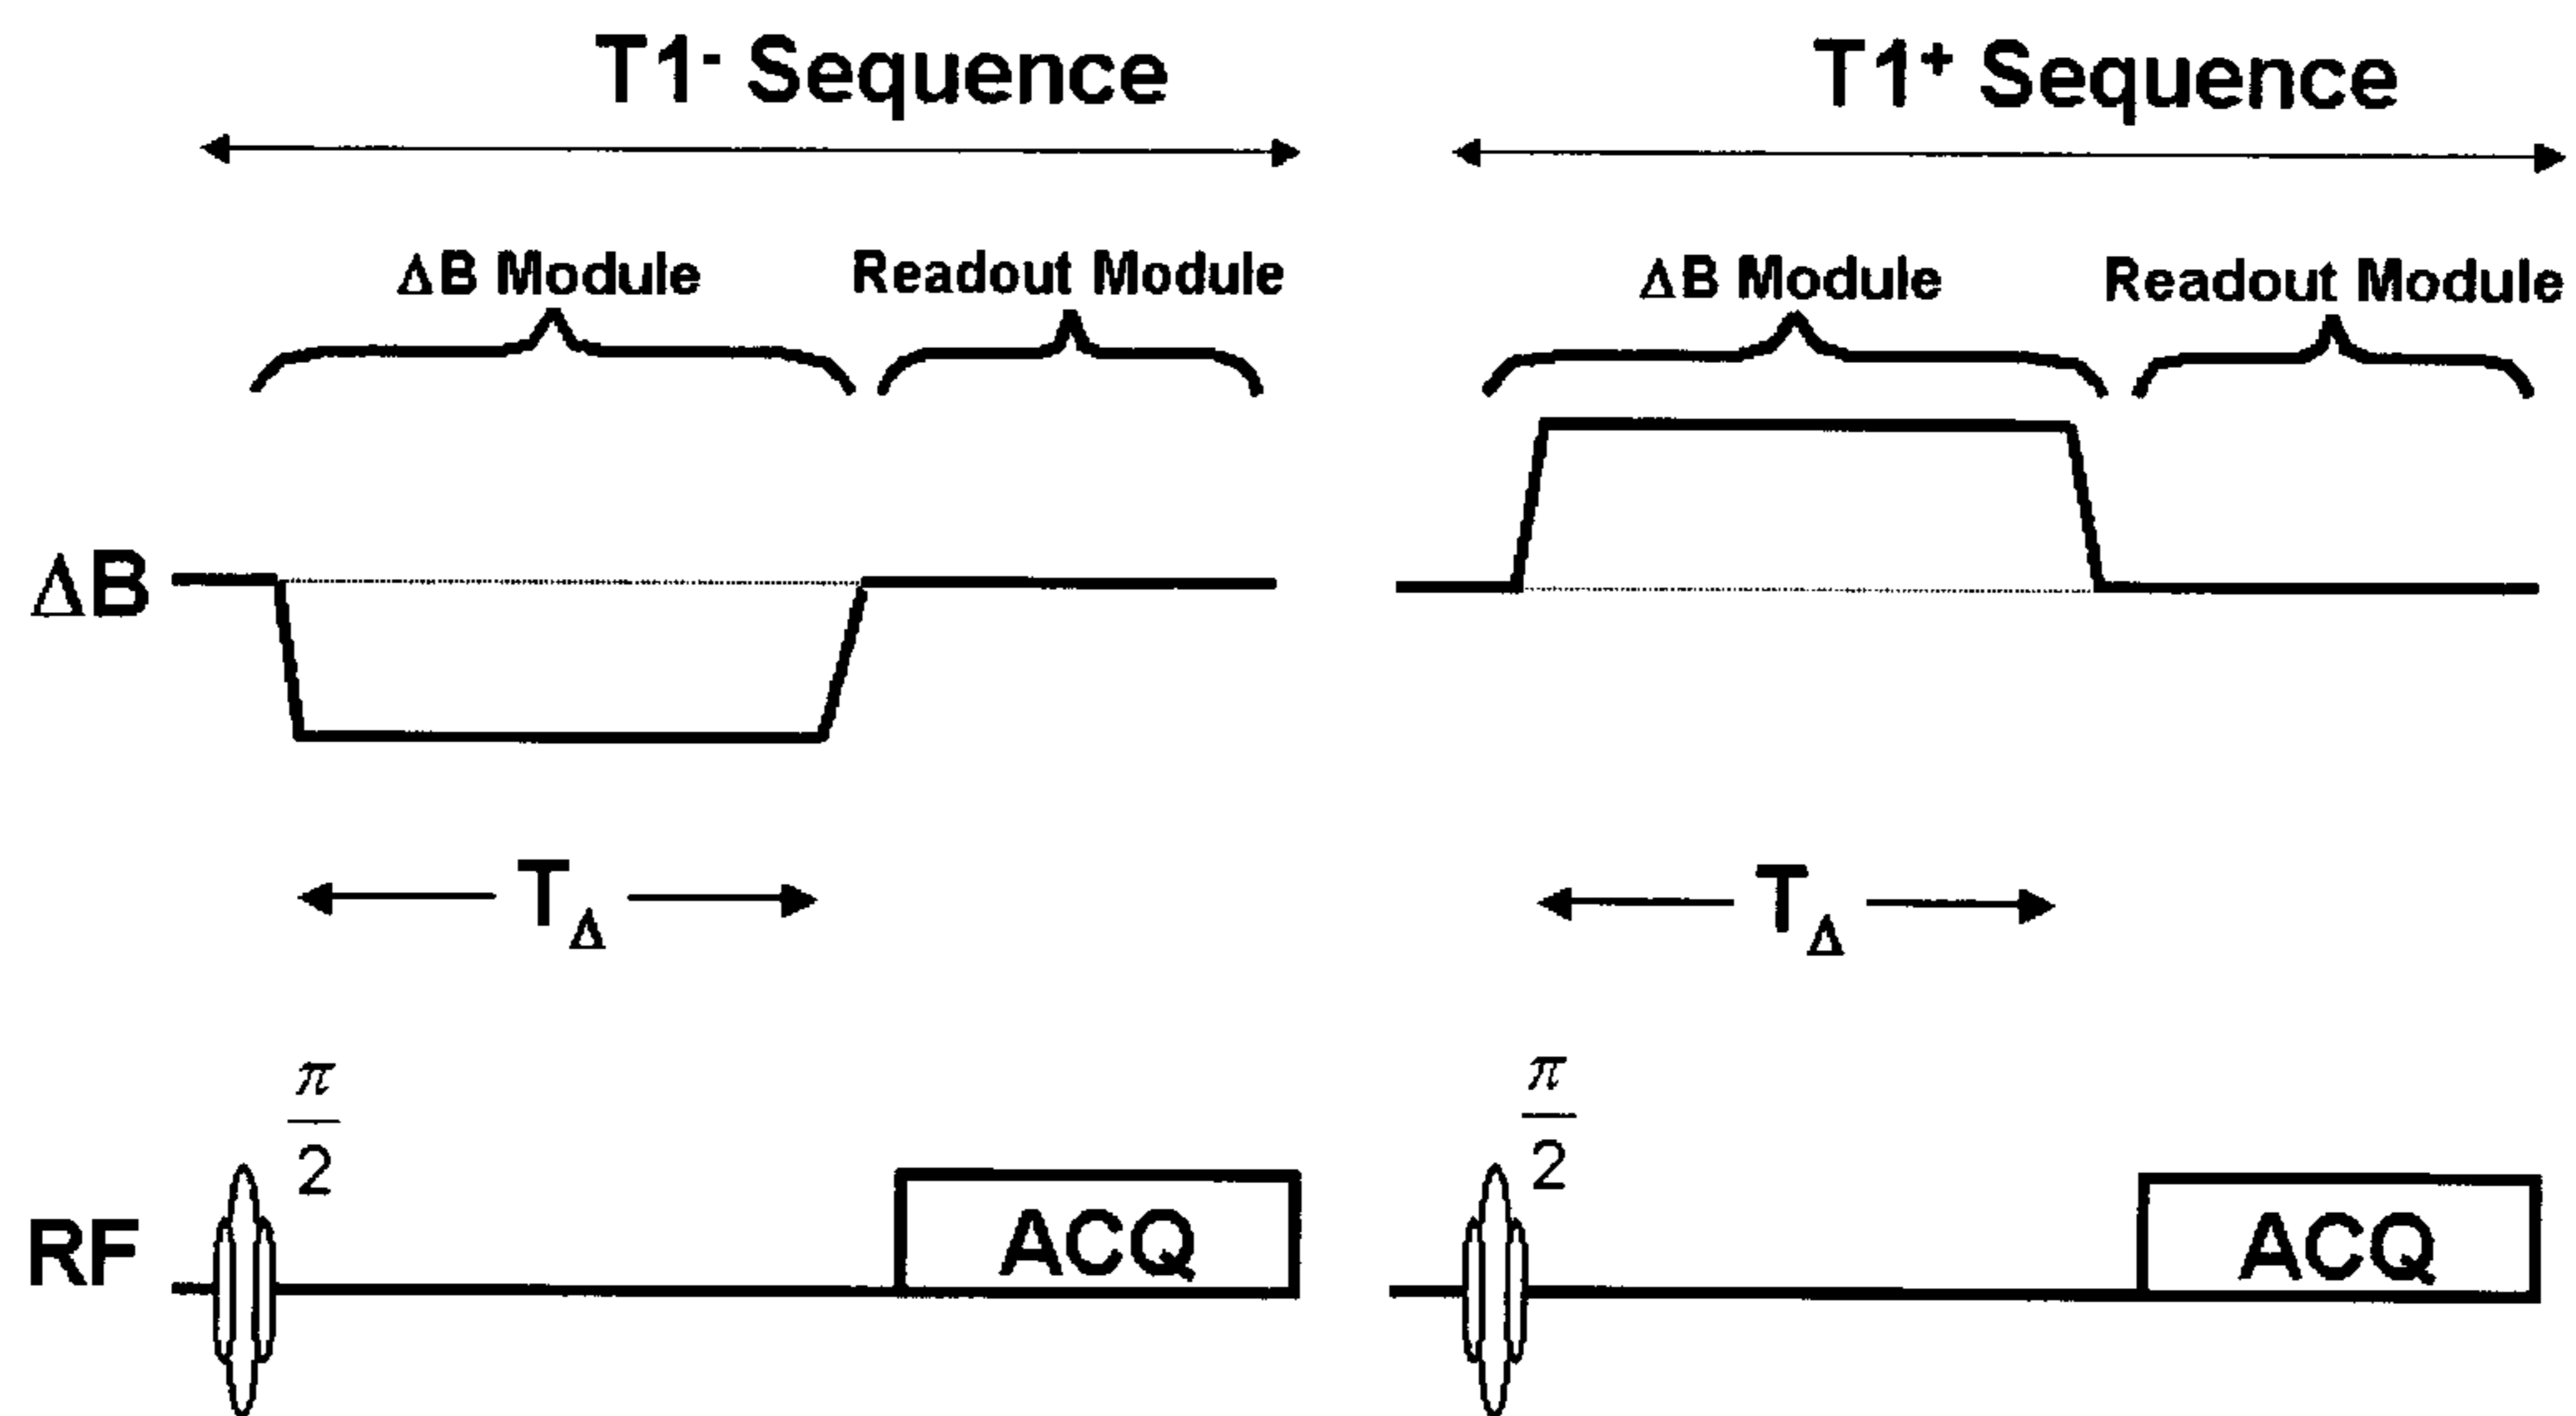 T1⁻ Sequence
T1⁺ Sequence
ΔB Module
Readout Module
ΔB Module
Readout Module
ΔB
T_Δ
T_Δ
π/2
π/2
RF
ACQ
ACQ